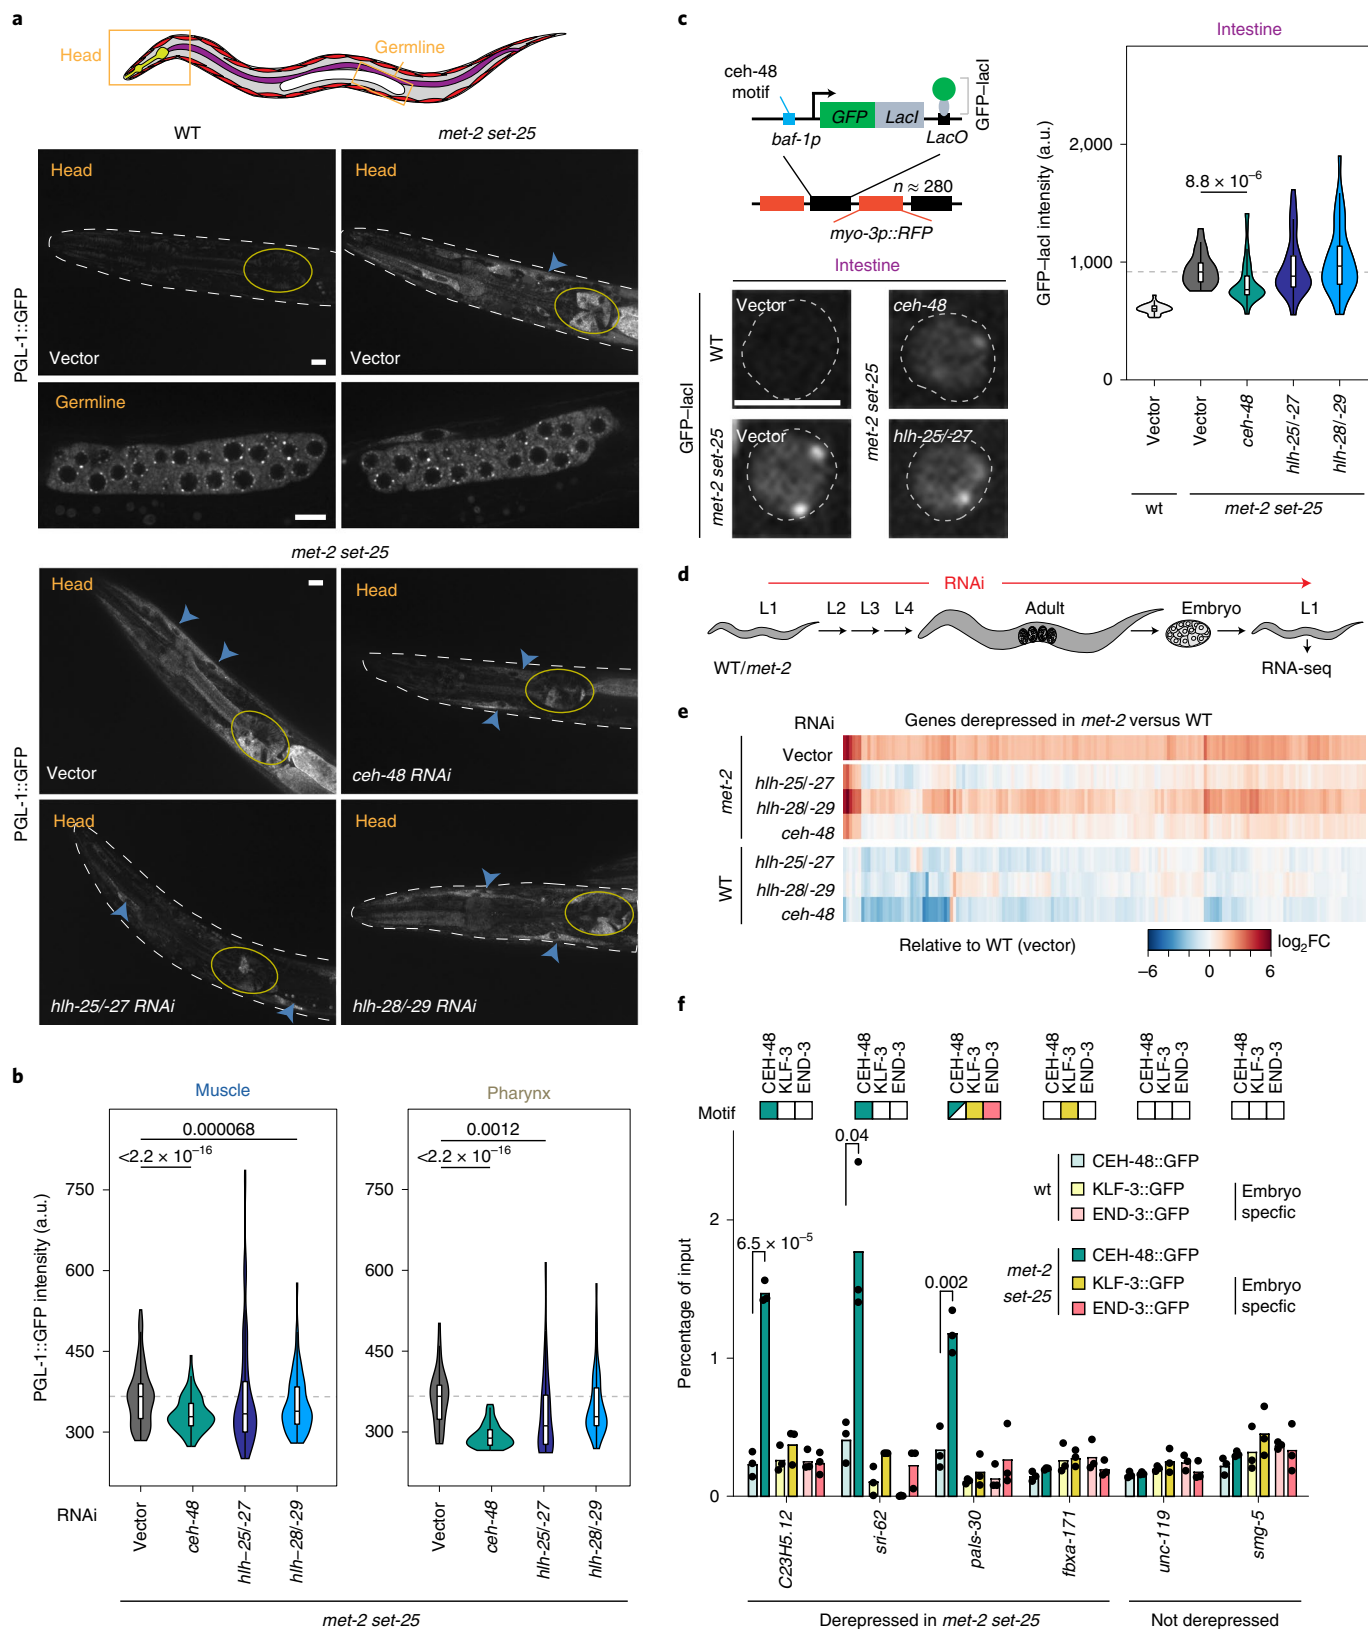 a
Head
Germline
WT
met-2 set-25
PGL-1::GFP
Head
Vector
Head
Vector
Germline
met-2 set-25
PGL-1::GFP
Head
Vector
Head
ceh-48 RNAi
Head
hlh-25/-27 RNAi
Head
hlh-28/-29 RNAi
b
Muscle
Pharynx
PGL-1::GFP intensity (a.u.)
0.000068
<2.2 × 10⁻¹⁶
750
600
450
300
0.0012
<2.2 × 10⁻¹⁶
750
600
450
300
RNAi
Vector
ceh-48
hlh-25/-27
hlh-28/-29
Vector
ceh-48
hlh-25/-27
hlh-28/-29
met-2 set-25
c
ceh-48
motif
GFP
LacI
GFP–lacI
baf-1p
LacO
n ≈ 280
myo-3p::RFP
Intestine
GFP–lacI
WT
met-2 set-25
Vector
Vector
met-2 set-25
ceh-48
hlh-25/-27
Intestine
GFP–lacI intensity (a.u.)
2,000
1,000
0
8.8 × 10⁻⁶
Vector
Vector
ceh-48
hlh-25/-27
hlh-28/-29
wt
met-2 set-25
d
RNAi
L1
L2
L3
L4
Adult
Embryo
L1
WT/met-2
RNA-seq
e
RNAi
Genes derepressed in met-2 versus WT
met-2
Vector
hlh-25/-27
hlh-28/-29
ceh-48
WT
hlh-25/-27
hlh-28/-29
ceh-48
Relative to WT (vector)
log₂FC
−6
0
6
f
Motif
CEH-48
KLF-3
END-3
CEH-48
KLF-3
END-3
CEH-48
KLF-3
END-3
CEH-48
KLF-3
END-3
CEH-48
KLF-3
END-3
CEH-48
KLF-3
END-3
Percentage of input
2
1
0
6.5 × 10⁻⁵
0.04
0.002
wt
CEH-48::GFP
KLF-3::GFP
END-3::GFP
Embryo
specfic
met-2
set-25
CEH-48::GFP
KLF-3::GFP
END-3::GFP
Embryo
specfic
C23H5.12
sri-62
pals-30
fbxa-171
unc-119
smg-5
Derepressed in met-2 set-25
Not derepressed